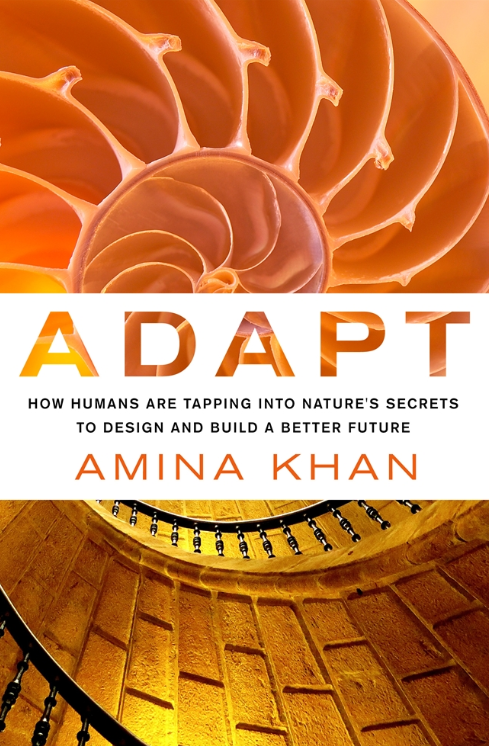 ADAPT
HOW HUMANS ARE TAPPING INTO NATURE'S SECRETS
TO DESIGN AND BUILD A BETTER FUTURE
AMINA KHAN